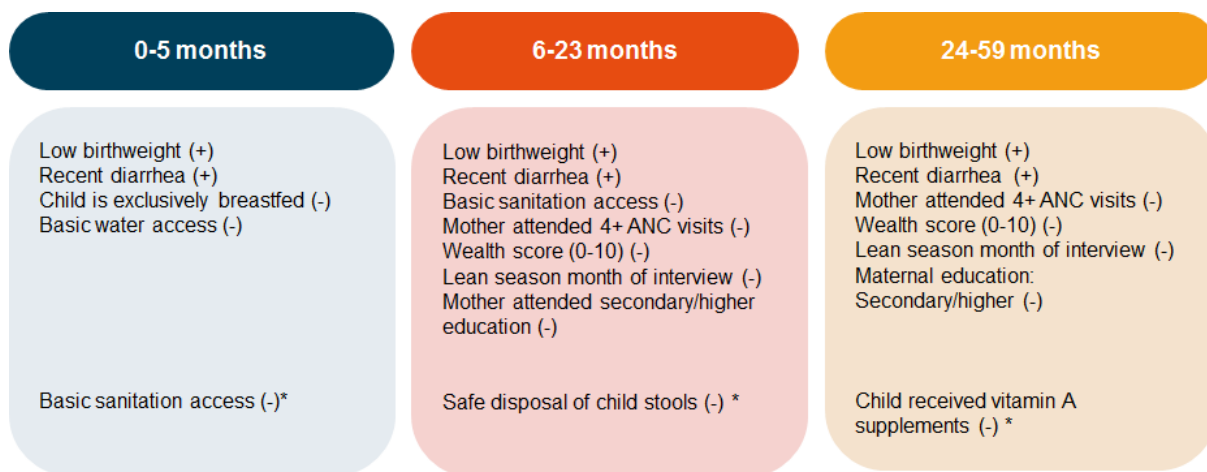 0-5 months
Low birthweight (+)
Recent diarrhea (+)
Child is exclusively breastfed (-)
Basic water access (-)
Basic sanitation access (-)*
6-23 months
Low birthweight (+)
Recent diarrhea (+)
Basic sanitation access (-)
Mother attended 4+ ANC visits (-)
Wealth score (0-10) (-)
Lean season month of interview (-)
Mother attended secondary/higher
education (-)
Safe disposal of child stools (-) *
24-59 months
Low birthweight (+)
Recent diarrhea (+)
Mother attended 4+ ANC visits (-)
Wealth score (0-10) (-)
Lean season month of interview (-)
Maternal education:
Secondary/higher (-)
Child received vitamin A
supplements (-) *